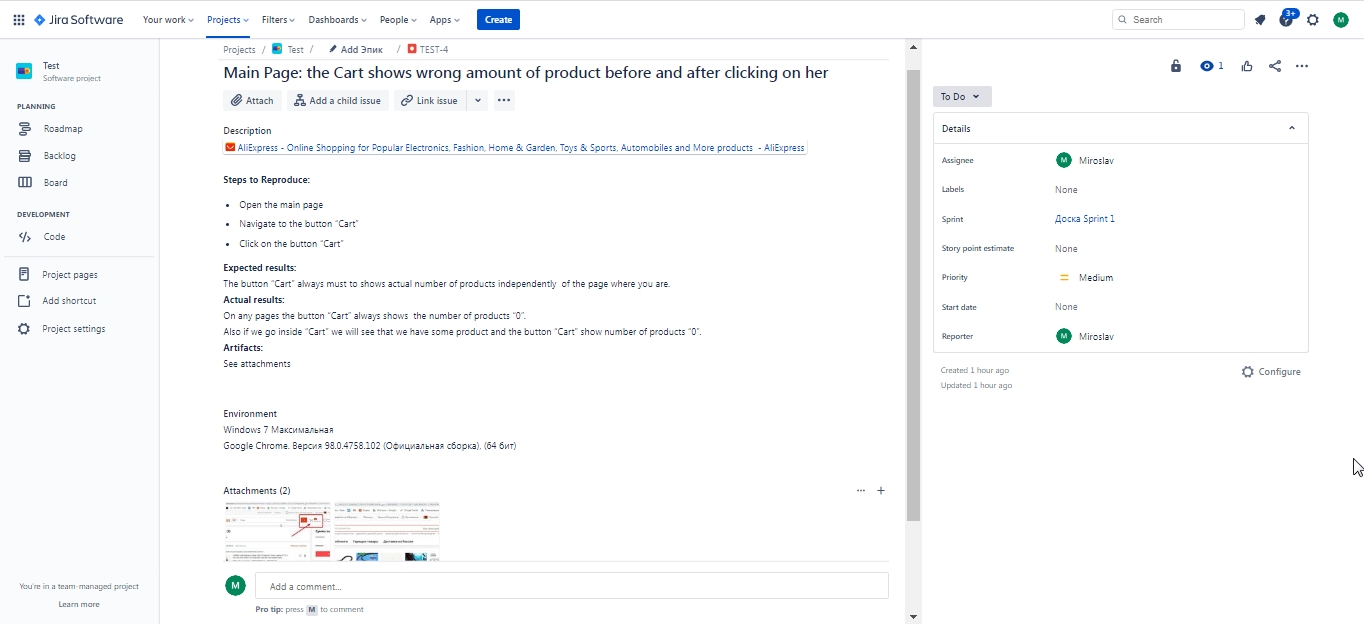 Jira Software
Your work
Projects
Filters
Dashboards
People
Apps
Create
Search
3+
M
Test
Software project
PLANNING
Roadmap
Backlog
Board
DEVELOPMENT
Code
Project pages
Add shortcut
Project settings
You're in a team-managed project
Learn more
Projects / Test / Add Эпик / TEST-4
Main Page: the Cart shows wrong amount of product before and after clicking on her
Attach
Add a child issue
Link issue
Description
AliExpress - Online Shopping for Popular Electronics, Fashion, Home & Garden, Toys & Sports, Automobiles and More products - AliExpress
Steps to Reproduce:
• Open the main page
• Navigate to the button “Cart”
• Click on the button “Cart”
Expected results:
The button “Cart” always must to shows actual number of products independently of the page where you are.
Actual results:
On any pages the button “Cart” always shows the number of products “0”.
Also if we go inside “Cart” we will see that we have some product and the button “Cart” show number of products “0”.
Artifacts:
See attachments
Environment
Windows 7 Максимальная
Google Chrome. Версия 98.0.4758.102 (Официальная сборка), (64 бит)
Attachments (2)
M
Add a comment...
Pro tip: press M to comment
1
To Do
Details
Assignee
M Miroslav
Labels
None
Sprint
Доска Sprint 1
Story point estimate
None
Priority
Medium
Start date
None
Reporter
M Miroslav
Created 1 hour ago
Updated 1 hour ago
Configure